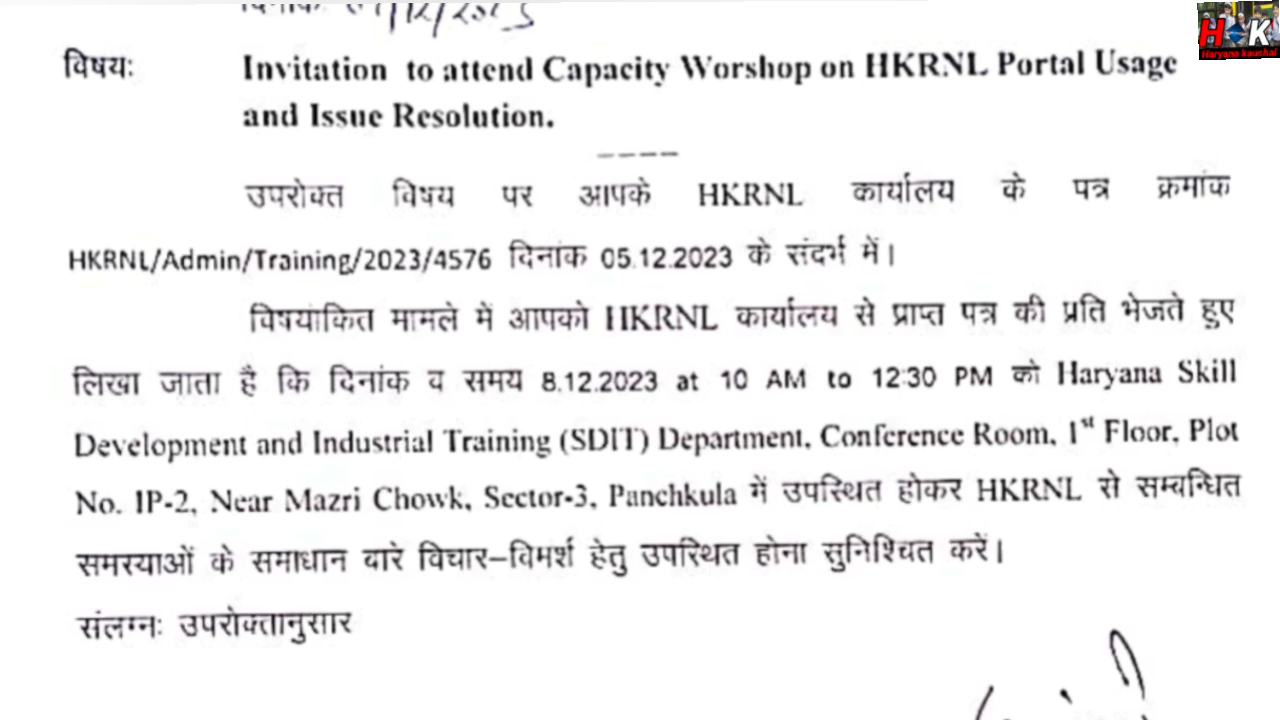 विषयः Invitation to attend Capacity Worshop on HKRNL Portal Usage
and Issue Resolution.
----
उपरोक्त विषय पर आपके HKRNL कार्यालय के पत्र क्रमांक
HKRNL/Admin/Training/2023/4576 दिनांक 05.12.2023 के संदर्भ में।
विषयांकित मामले में आपको HKRNL कार्यालय से प्राप्त पत्र की प्रति भेजते हुए
लिखा जाता है कि दिनांक व समय 8.12.2023 at 10 AM to 12:30 PM को Haryana Skill
Development and Industrial Training (SDIT) Department, Conference Room, 1st Floor, Plot
No. IP-2, Near Mazri Chowk, Sector-3, Panchkula में उपस्थित होकर HKRNL से सम्बन्धित
समस्याओं के समाधान बारे विचार–विमर्श हेतु उपस्थित होना सुनिश्चित करें।
संलग्नः उपरोक्तानुसार
HK
Haryana kaushal